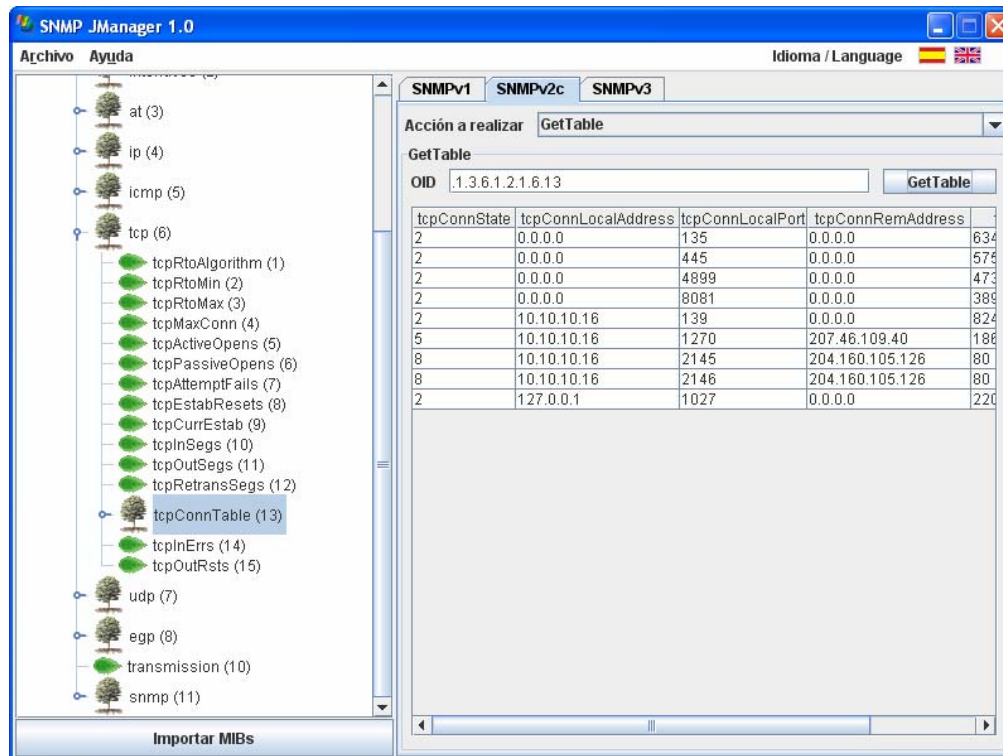 SNMP JManager 1.0
Archivo Ayuda Idioma / Language
at (3)
ip (4)
icmp (5)
tcp (6)
tcpRtoAlgorithm (1)
tcpRtoMin (2)
tcpRtoMax (3)
tcpMaxConn (4)
tcpActiveOpens (5)
tcpPassiveOpens (6)
tcpAttemptFails (7)
tcpEstabResets (8)
tcpCurrEstab (9)
tcpInSegs (10)
tcpOutSegs (11)
tcpRetransSegs (12)
tcpConnTable (13)
tcpInErrs (14)
tcpOutRsts (15)
udp (7)
egp (8)
transmission (10)
snmp (11)
Importar MIBs
SNMPv1 SNMPv2c SNMPv3
Acción a realizar GetTable
GetTable
OID .1.3.6.1.2.1.6.13 GetTable
tcpConnState tcpConnLocalAddress tcpConnLocalPort tcpConnRemAddress
2 0.0.0.0 135 0.0.0.0 634
2 0.0.0.0 445 0.0.0.0 575
2 0.0.0.0 4899 0.0.0.0 473
2 0.0.0.0 8081 0.0.0.0 389
2 10.10.10.16 139 0.0.0.0 824
5 10.10.10.16 1270 207.46.109.40 186
8 10.10.10.16 2145 204.160.105.126 80
8 10.10.10.16 2146 204.160.105.126 80
2 127.0.0.1 1027 0.0.0.0 220